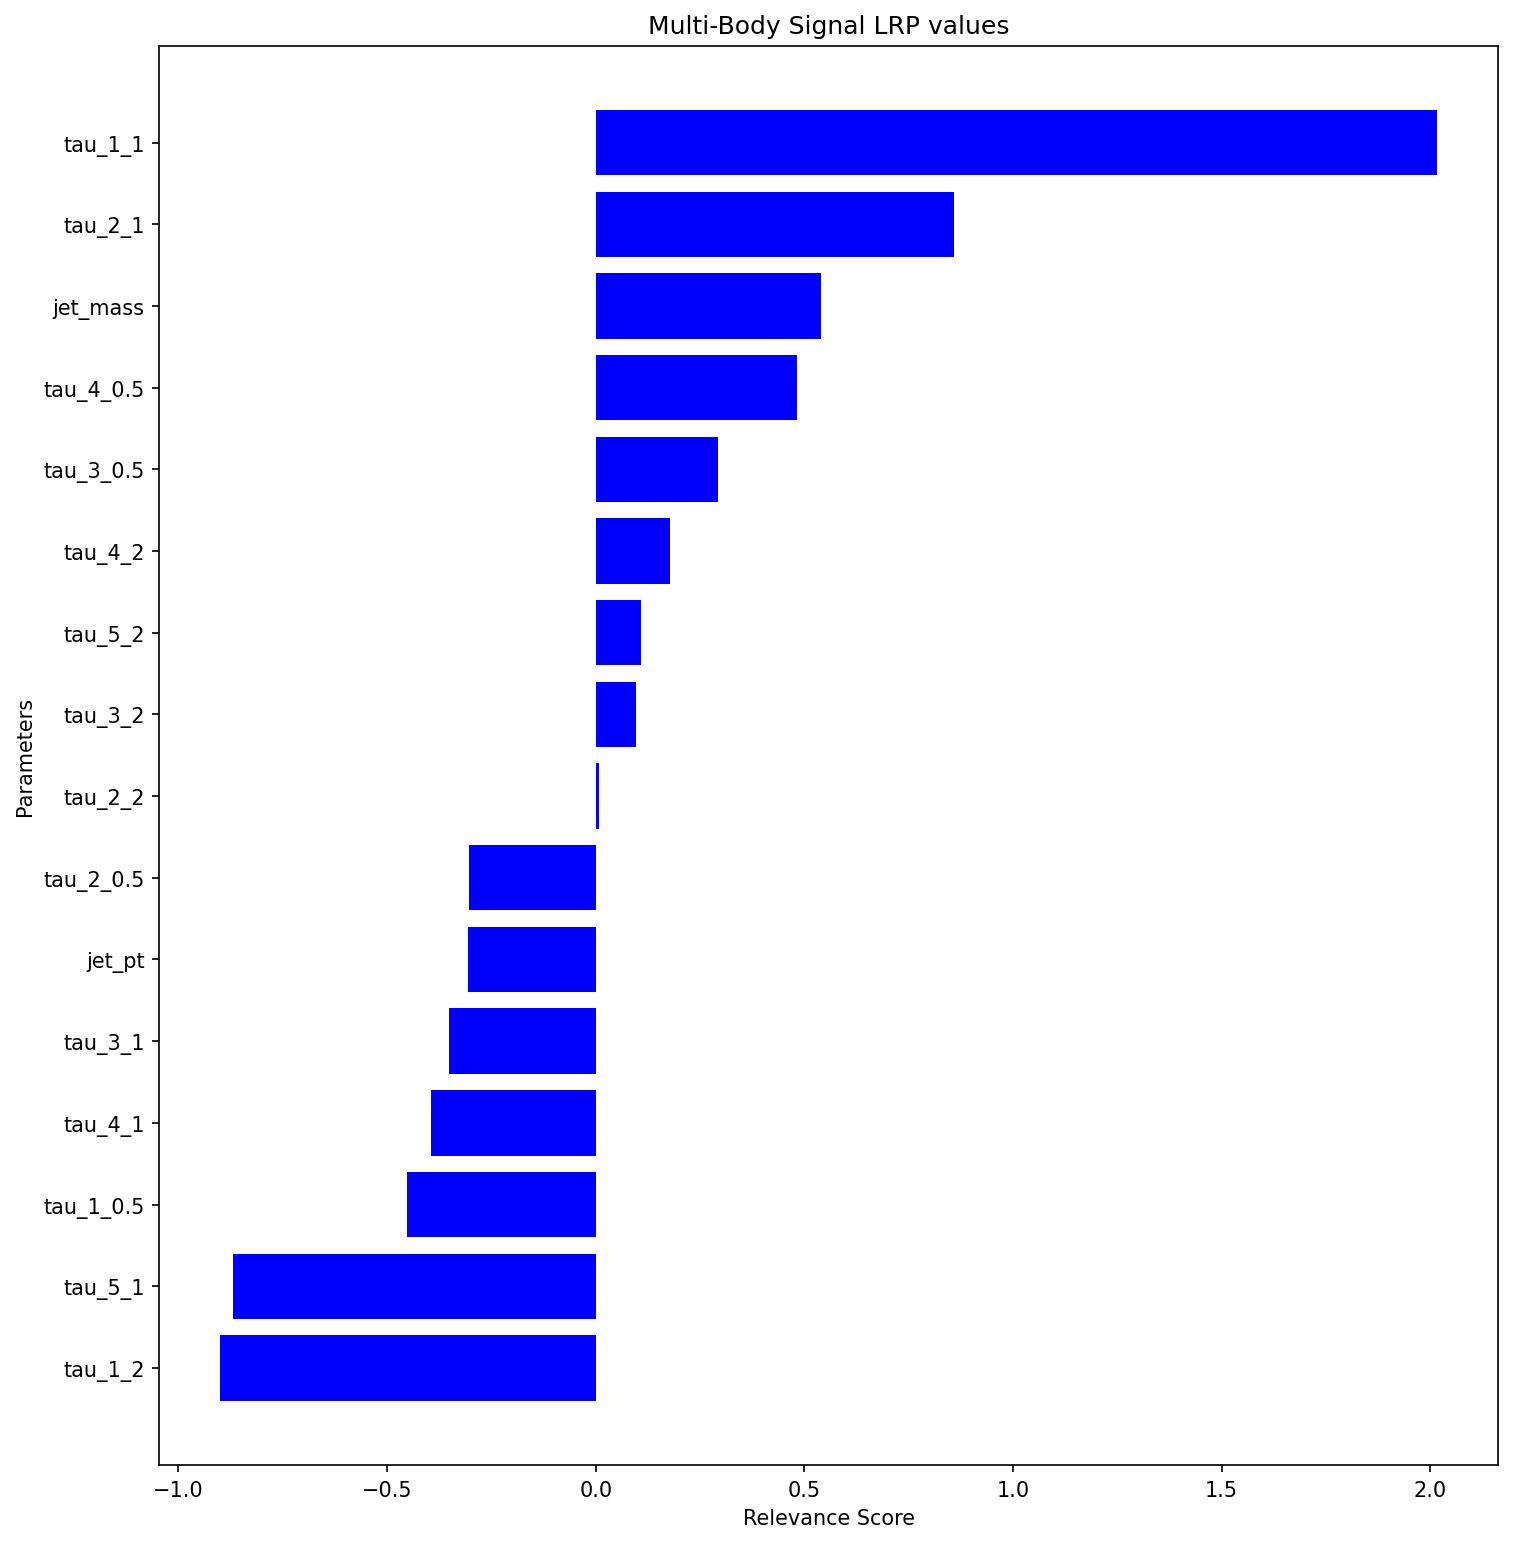 Multi-Body Signal LRP values
tau_1_1
tau_2_1
jet_mass
tau_4_0.5
tau_3_0.5
tau_4_2
tau_5_2
tau_3_2
tau_2_2
tau_2_0.5
jet_pt
tau_3_1
tau_4_1
tau_1_0.5
tau_5_1
tau_1_2
Parameters
−1.0 −0.5 0.0 0.5 1.0 1.5 2.0
Relevance Score